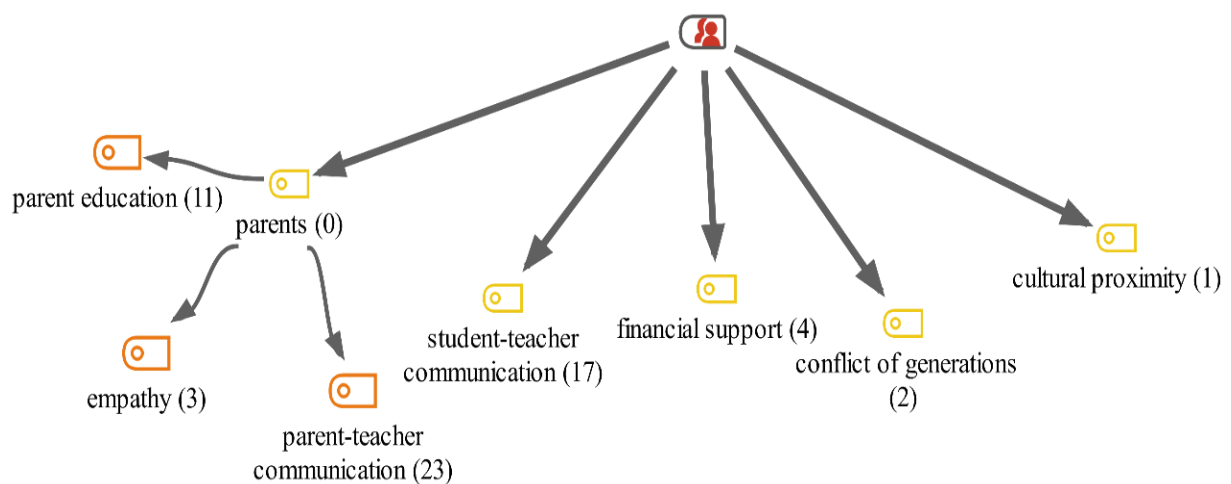 parent education (11)
parents (0)
empathy (3)
parent-teacher
communication (23)
student-teacher
communication (17)
financial support (4)
conflict of generations
(2)
cultural proximity (1)